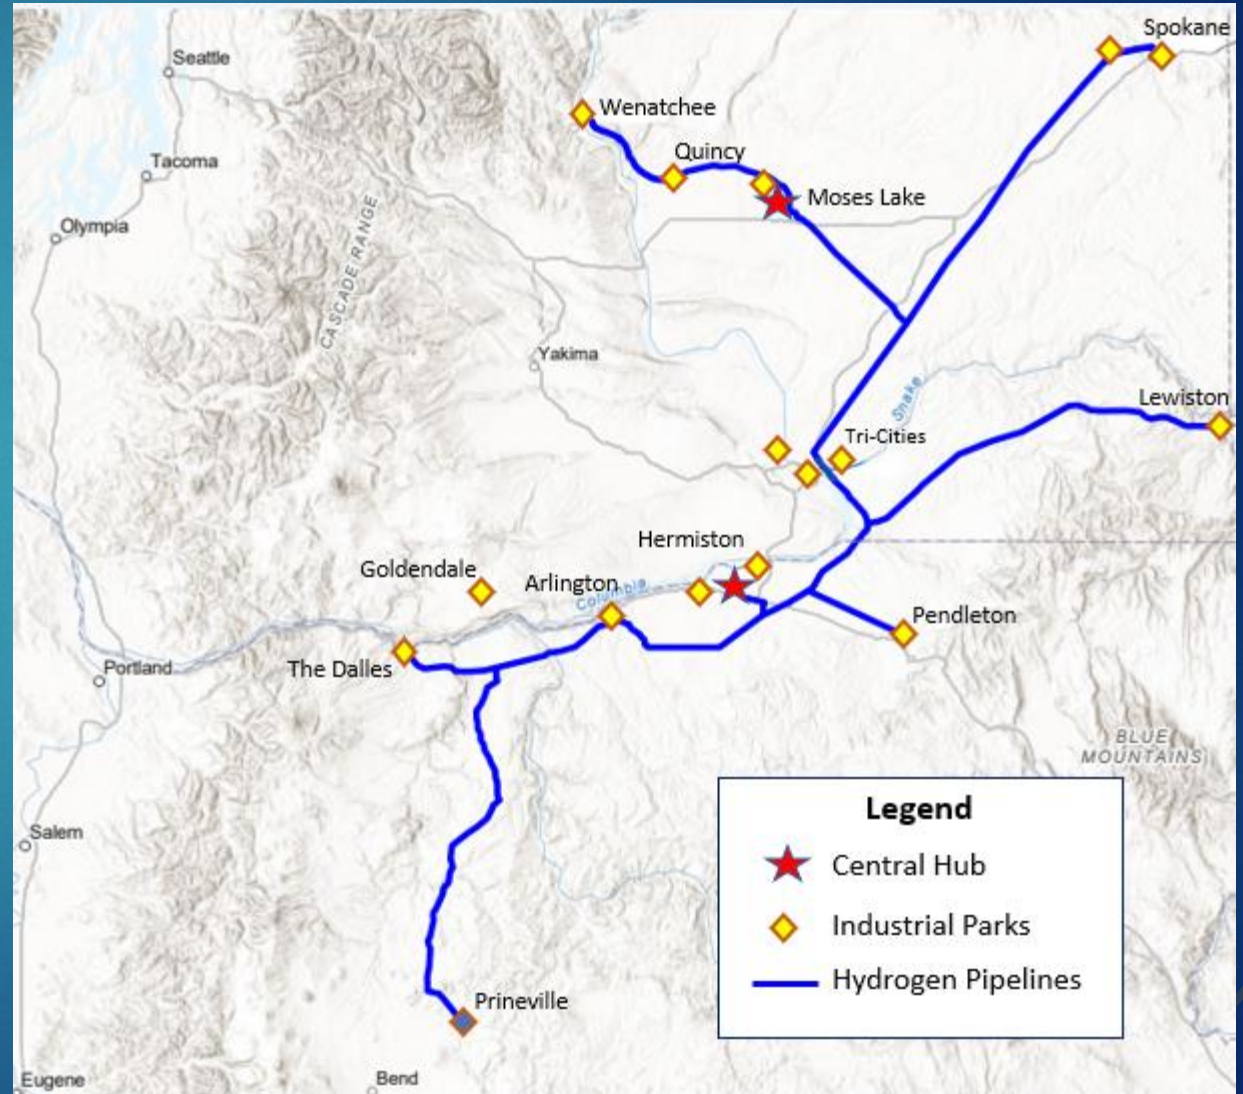 Spokane
Seattle
Wenatchee
Quincy
Tacoma
Moses Lake
Olympia
CASCADE RANGE
Yakima
Snake
Lewiston
Tri-Cities
Hermiston
Goldendale
Arlington
Columbia
Pendleton
Portland
The Dalles
BLUE
MOUNTAINS
Legend
Central Hub
Industrial Parks
Hydrogen Pipelines
Salem
Prineville
Eugene
Bend